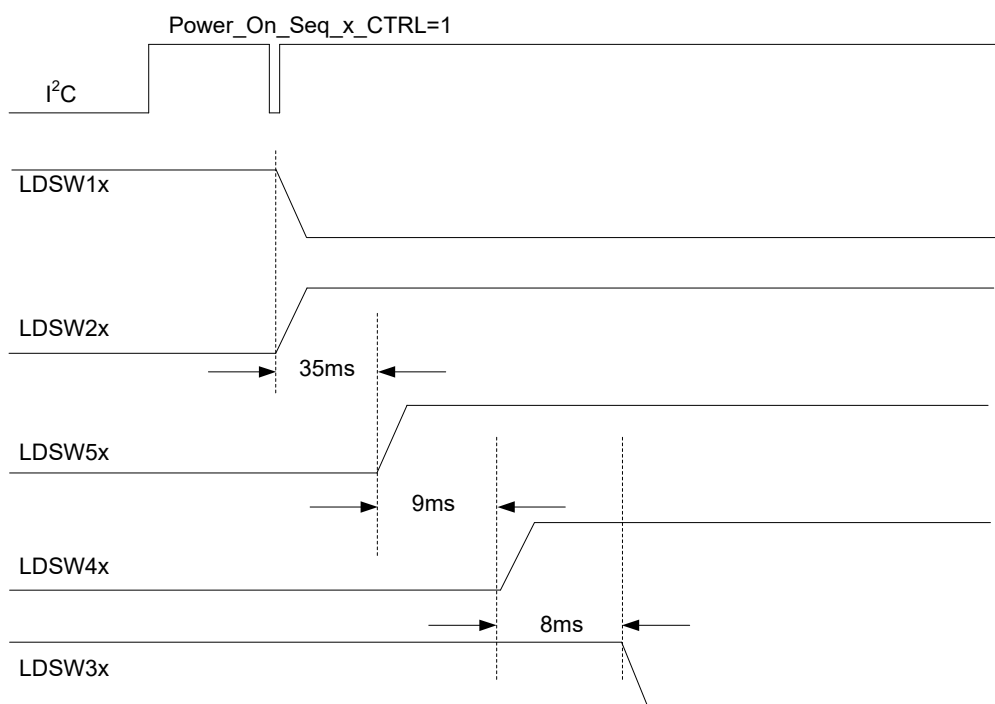 Power_On_Seq_x_CTRL=1
I²C
LDSW1x
LDSW2x
35ms
LDSW5x
9ms
LDSW4x
8ms
LDSW3x